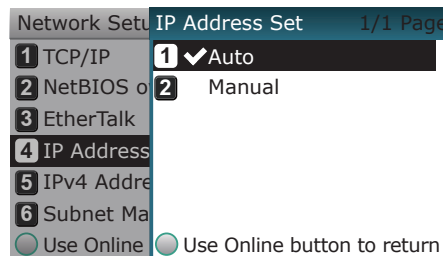 Network Setu
1 TCP/IP
2 NetBIOS o
3 EtherTalk
4 IP Address
5 IPv4 Addre
6 Subnet Ma
Use Online
IP Address Set 1/1 Page
1 ✔Auto
2 Manual
Use Online button to return